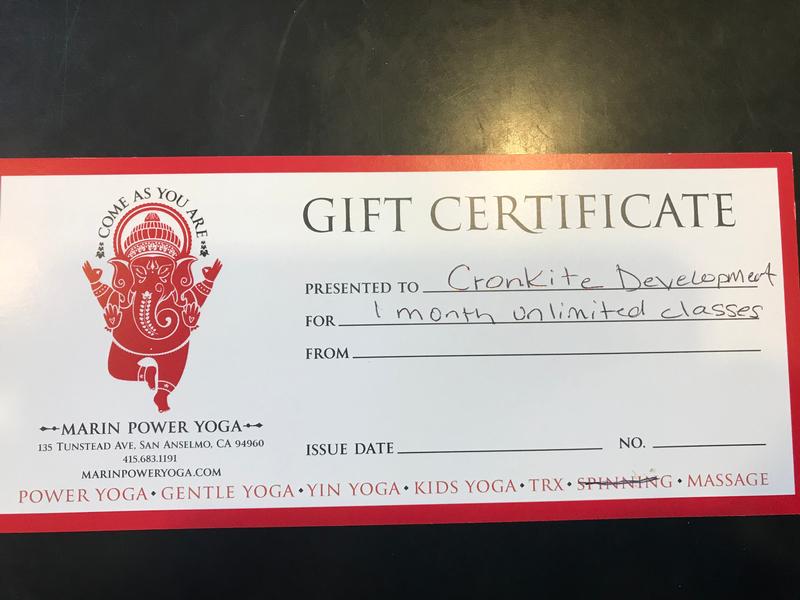 COME AS YOU ARE
MARIN POWER YOGA
135 TUNSTEAD AVE, SAN ANSELMO, CA 94960
415.683.1191
MARINPOWERYOGA.COM
GIFT CERTIFICATE
PRESENTED TO Cronkite Development
FOR 1 month unlimited classes
FROM
ISSUE DATE NO.
POWER YOGA • GENTLE YOGA • YIN YOGA • KIDS YOGA • TRX • SPINNING • MASSAGE